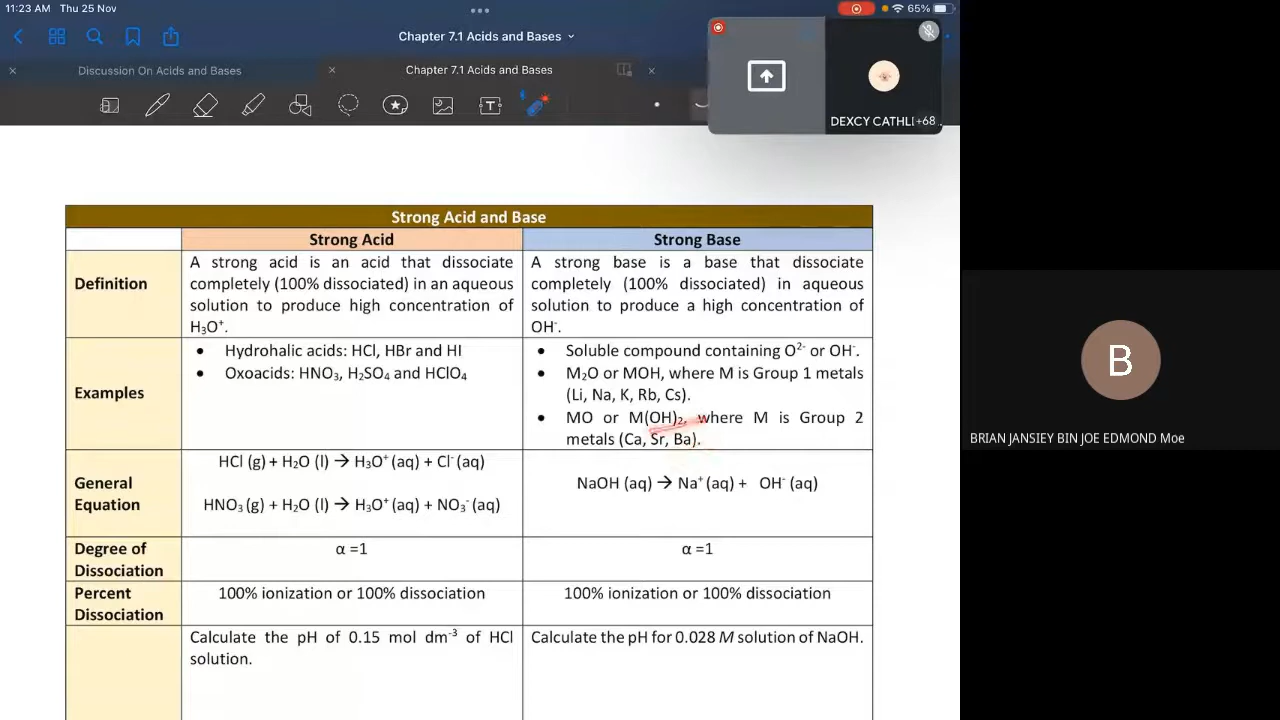 11:23 AM Thu 25 Nov
65%
Chapter 7.1 Acids and Bases
Discussion On Acids and Bases
Chapter 7.1 Acids and Bases
T
DEXCY CATHLI +68
Strong Acid and Base
Strong Acid
Strong Base
Definition
A strong acid is an acid that dissociate
completely (100% dissociated) in an aqueous
solution to produce high concentration of
H₃O⁺.
A strong base is a base that dissociate
completely (100% dissociated) in aqueous
solution to produce a high concentration of
OH⁻.
Examples
• Hydrohalic acids: HCl, HBr and HI
• Oxoacids: HNO₃, H₂SO₄ and HClO₄
• Soluble compound containing O²⁻ or OH⁻.
• M₂O or MOH, where M is Group 1 metals
(Li, Na, K, Rb, Cs).
• MO or M(OH)₂, where M is Group 2
metals (Ca, Sr, Ba).
General
Equation
HCl (g) + H₂O (l) → H₃O⁺ (aq) + Cl⁻ (aq)
HNO₃ (g) + H₂O (l) → H₃O⁺ (aq) + NO₃⁻ (aq)
NaOH (aq) → Na⁺ (aq) + OH⁻ (aq)
Degree of
Dissociation
α =1
α =1
Percent
Dissociation
100% ionization or 100% dissociation
100% ionization or 100% dissociation
Calculate the pH of 0.15 mol dm⁻³ of HCl
solution.
Calculate the pH for 0.028 M solution of NaOH.
B
BRIAN JANSIEY BIN JOE EDMOND Moe